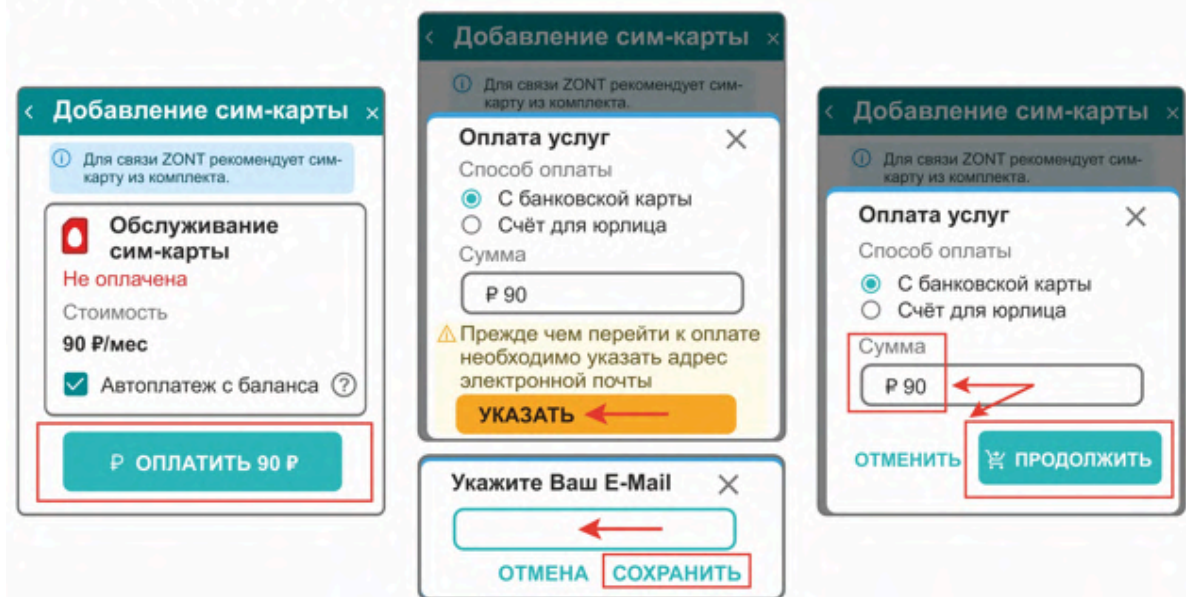 Добавление сим-карты
Для связи ZONT рекомендует сим-
карту из комплекта.
Обслуживание
сим-карты
Не оплачена
Стоимость
90 ₽/мес
Автоплатеж с баланса ?
₽ ОПЛАТИТЬ 90 ₽
Добавление сим-карты
Для связи ZONT рекомендует сим-
карту из комплекта.
Оплата услуг
Способ оплаты
С банковской карты
Счёт для юрлица
Сумма
₽ 90
Прежде чем перейти к оплате
необходимо указать адрес
электронной почты
УКАЗАТЬ
Укажите Ваш E-Mail
ОТМЕНА СОХРАНИТЬ
Добавление сим-карты
Для связи ZONT рекомендует сим-
карту из комплекта.
Оплата услуг
Способ оплаты
С банковской карты
Счёт для юрлица
Сумма
₽ 90
ОТМЕНИТЬ ПРОДОЛЖИТЬ